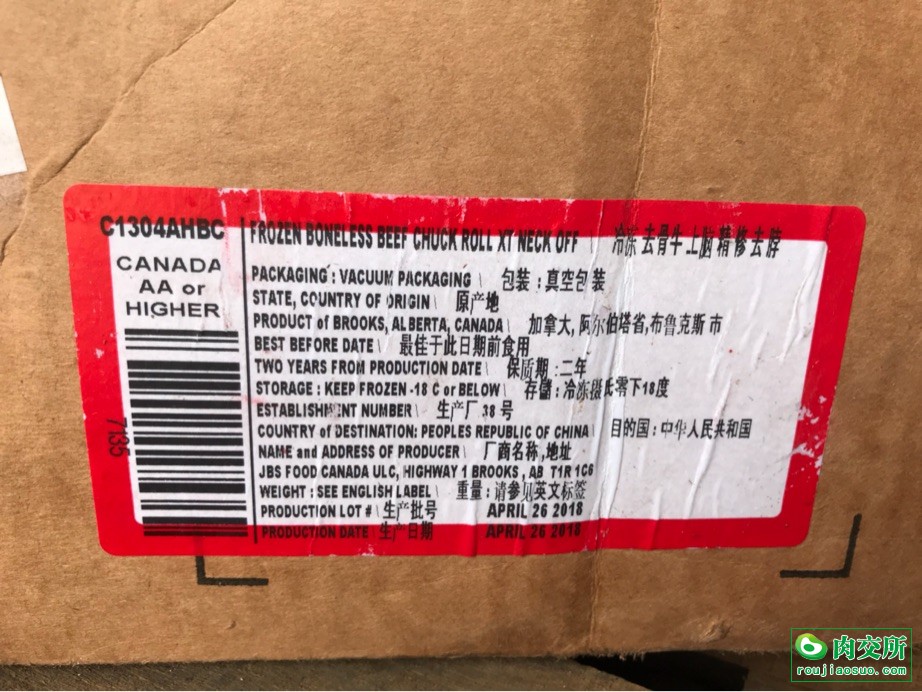 C1304AHBC
CANADA
AA or
HIGHER
7135
FROZEN BONELESS BEEF CHUCK ROLL XT NECK OFF | 冷冻去骨牛上脑精修去脖
PACKAGING : VACUUM PACKAGING | 包装 : 真空包装
STATE, COUNTRY OF ORIGIN | 原产地
PRODUCT of BROOKS, ALBERTA, CANADA | 加拿大, 阿尔伯塔省, 布鲁克斯市
BEST BEFORE DATE | 最佳于此日期前食用
TWO YEARS FROM PRODUCTION DATE | 保质期 : 二年
STORAGE : KEEP FROZEN -18 C or BELOW | 存储 : 冷冻摄氏零下18度
ESTABLISHMENT NUMBER | 生产厂 38 号
COUNTRY of DESTINATION: PEOPLES REPUBLIC OF CHINA | 目的国 : 中华人民共和国
NAME and ADDRESS OF PRODUCER | 厂商名称, 地址
JBS FOOD CANADA ULC, HIGHWAY 1 BROOKS , AB T1R 1C6
WEIGHT : SEE ENGLISH LABEL | 重量 : 请参见英文标签
PRODUCTION LOT # | 生产批号 APRIL 26 2018
PRODUCTION DATE | 生产日期 APRIL 26 2018
肉交所
roujiaosuo.com